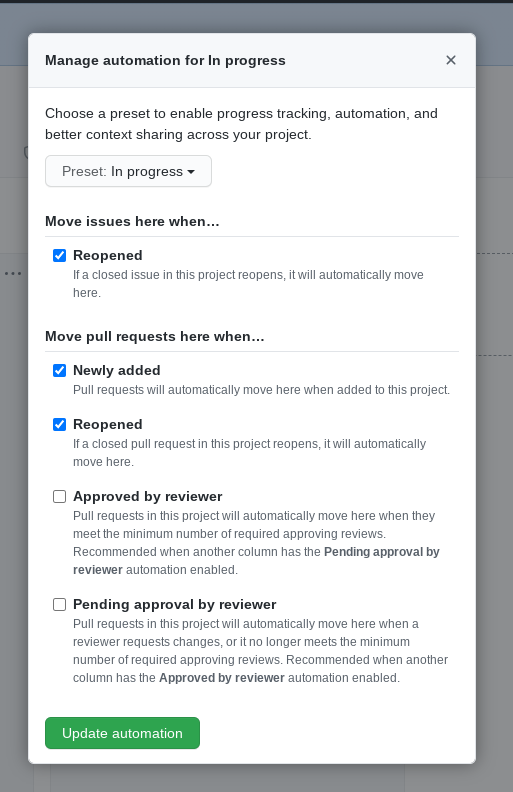 Manage automation for In progress
Choose a preset to enable progress tracking, automation, and
better context sharing across your project.
Preset: In progress
Move issues here when…
Reopened
If a closed issue in this project reopens, it will automatically move
here.
Move pull requests here when…
Newly added
Pull requests will automatically move here when added to this project.
Reopened
If a closed pull request in this project reopens, it will automatically
move here.
Approved by reviewer
Pull requests in this project will automatically move here when they
meet the minimum number of required approving reviews.
Recommended when another column has the Pending approval by
reviewer automation enabled.
Pending approval by reviewer
Pull requests in this project will automatically move here when a
reviewer requests changes, or it no longer meets the minimum
number of required approving reviews. Recommended when another
column has the Approved by reviewer automation enabled.
Update automation